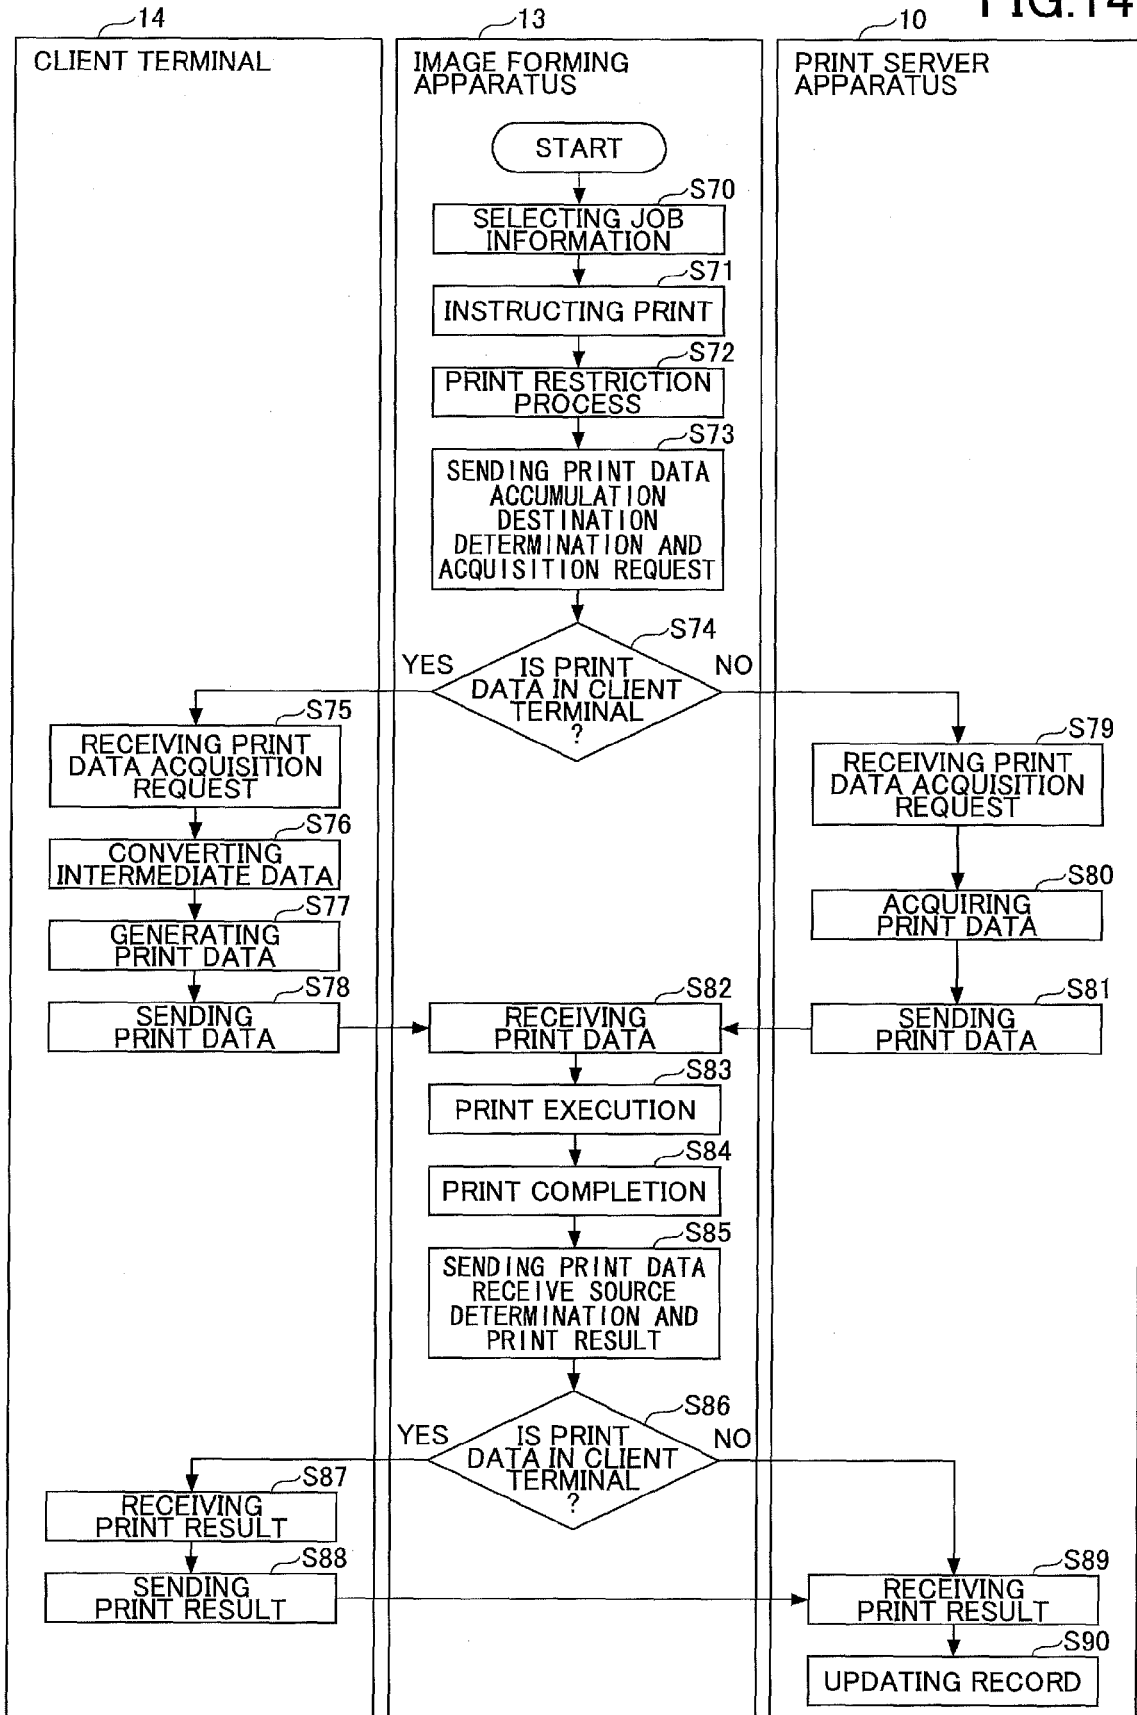 FIG.14
14
13
10
CLIENT TERMINAL
IMAGE FORMING
APPARATUS
PRINT SERVER
APPARATUS
START
S70
SELECTING JOB
INFORMATION
S71
INSTRUCTING PRINT
S72
PRINT RESTRICTION
PROCESS
S73
SENDING PRINT DATA
ACCUMULATION
DESTINATION
DETERMINATION AND
ACQUISITION REQUEST
S74
YES
NO
IS PRINT
DATA IN CLIENT
TERMINAL
?
S75
RECEIVING PRINT
DATA ACQUISITION
REQUEST
S76
CONVERTING
INTERMEDIATE DATA
S77
GENERATING
PRINT DATA
S78
SENDING
PRINT DATA
S79
RECEIVING PRINT
DATA ACQUISITION
REQUEST
S80
ACQUIRING
PRINT DATA
S81
SENDING
PRINT DATA
S82
RECEIVING
PRINT DATA
S83
PRINT EXECUTION
S84
PRINT COMPLETION
S85
SENDING PRINT DATA
RECEIVE SOURCE
DETERMINATION AND
PRINT RESULT
S86
YES
NO
IS PRINT
DATA IN CLIENT
TERMINAL
?
S87
RECEIVING
PRINT RESULT
S88
SENDING
PRINT RESULT
S89
RECEIVING
PRINT RESULT
S90
UPDATING RECORD